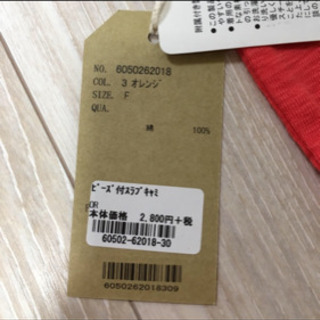 NO. 6050262018
COL. 3 オレンジ
SIZE. F
QUA.
綿 100%
ビーズ付スラブキャミ
OR
本体価格 2,800円+税
60502-62018-30
6050262018309